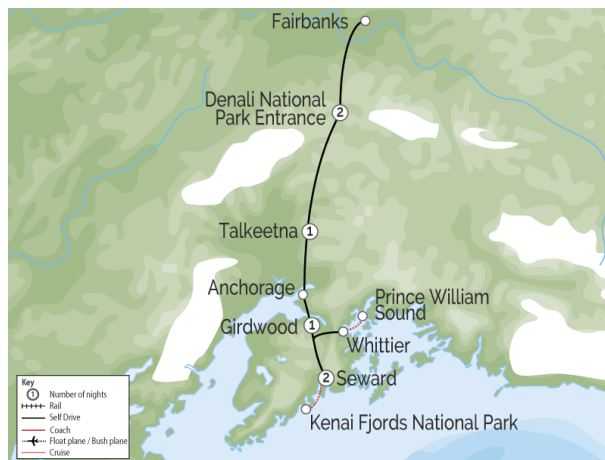 Fairbanks
Denali National
Park Entrance
2
Talkeetna
1
Anchorage
Prince William
Sound
Girdwood
1
Whittier
2
Seward
Kenai Fjords National Park
Key
1
Number of nights
Rail
Self Drive
Coach
Float plane / Bush plane
Cruise